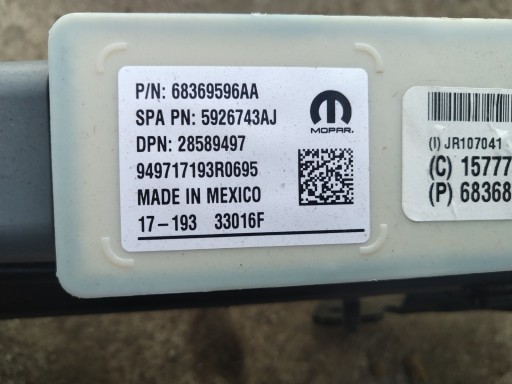 P/N: 68369596AA
SPA PN: 5926743AJ
DPN: 28589497
949717193R0695
MADE IN MEXICO
17-193 33016F
MOPAR.
(I) JR107041
(C) 15777
(P) 68368